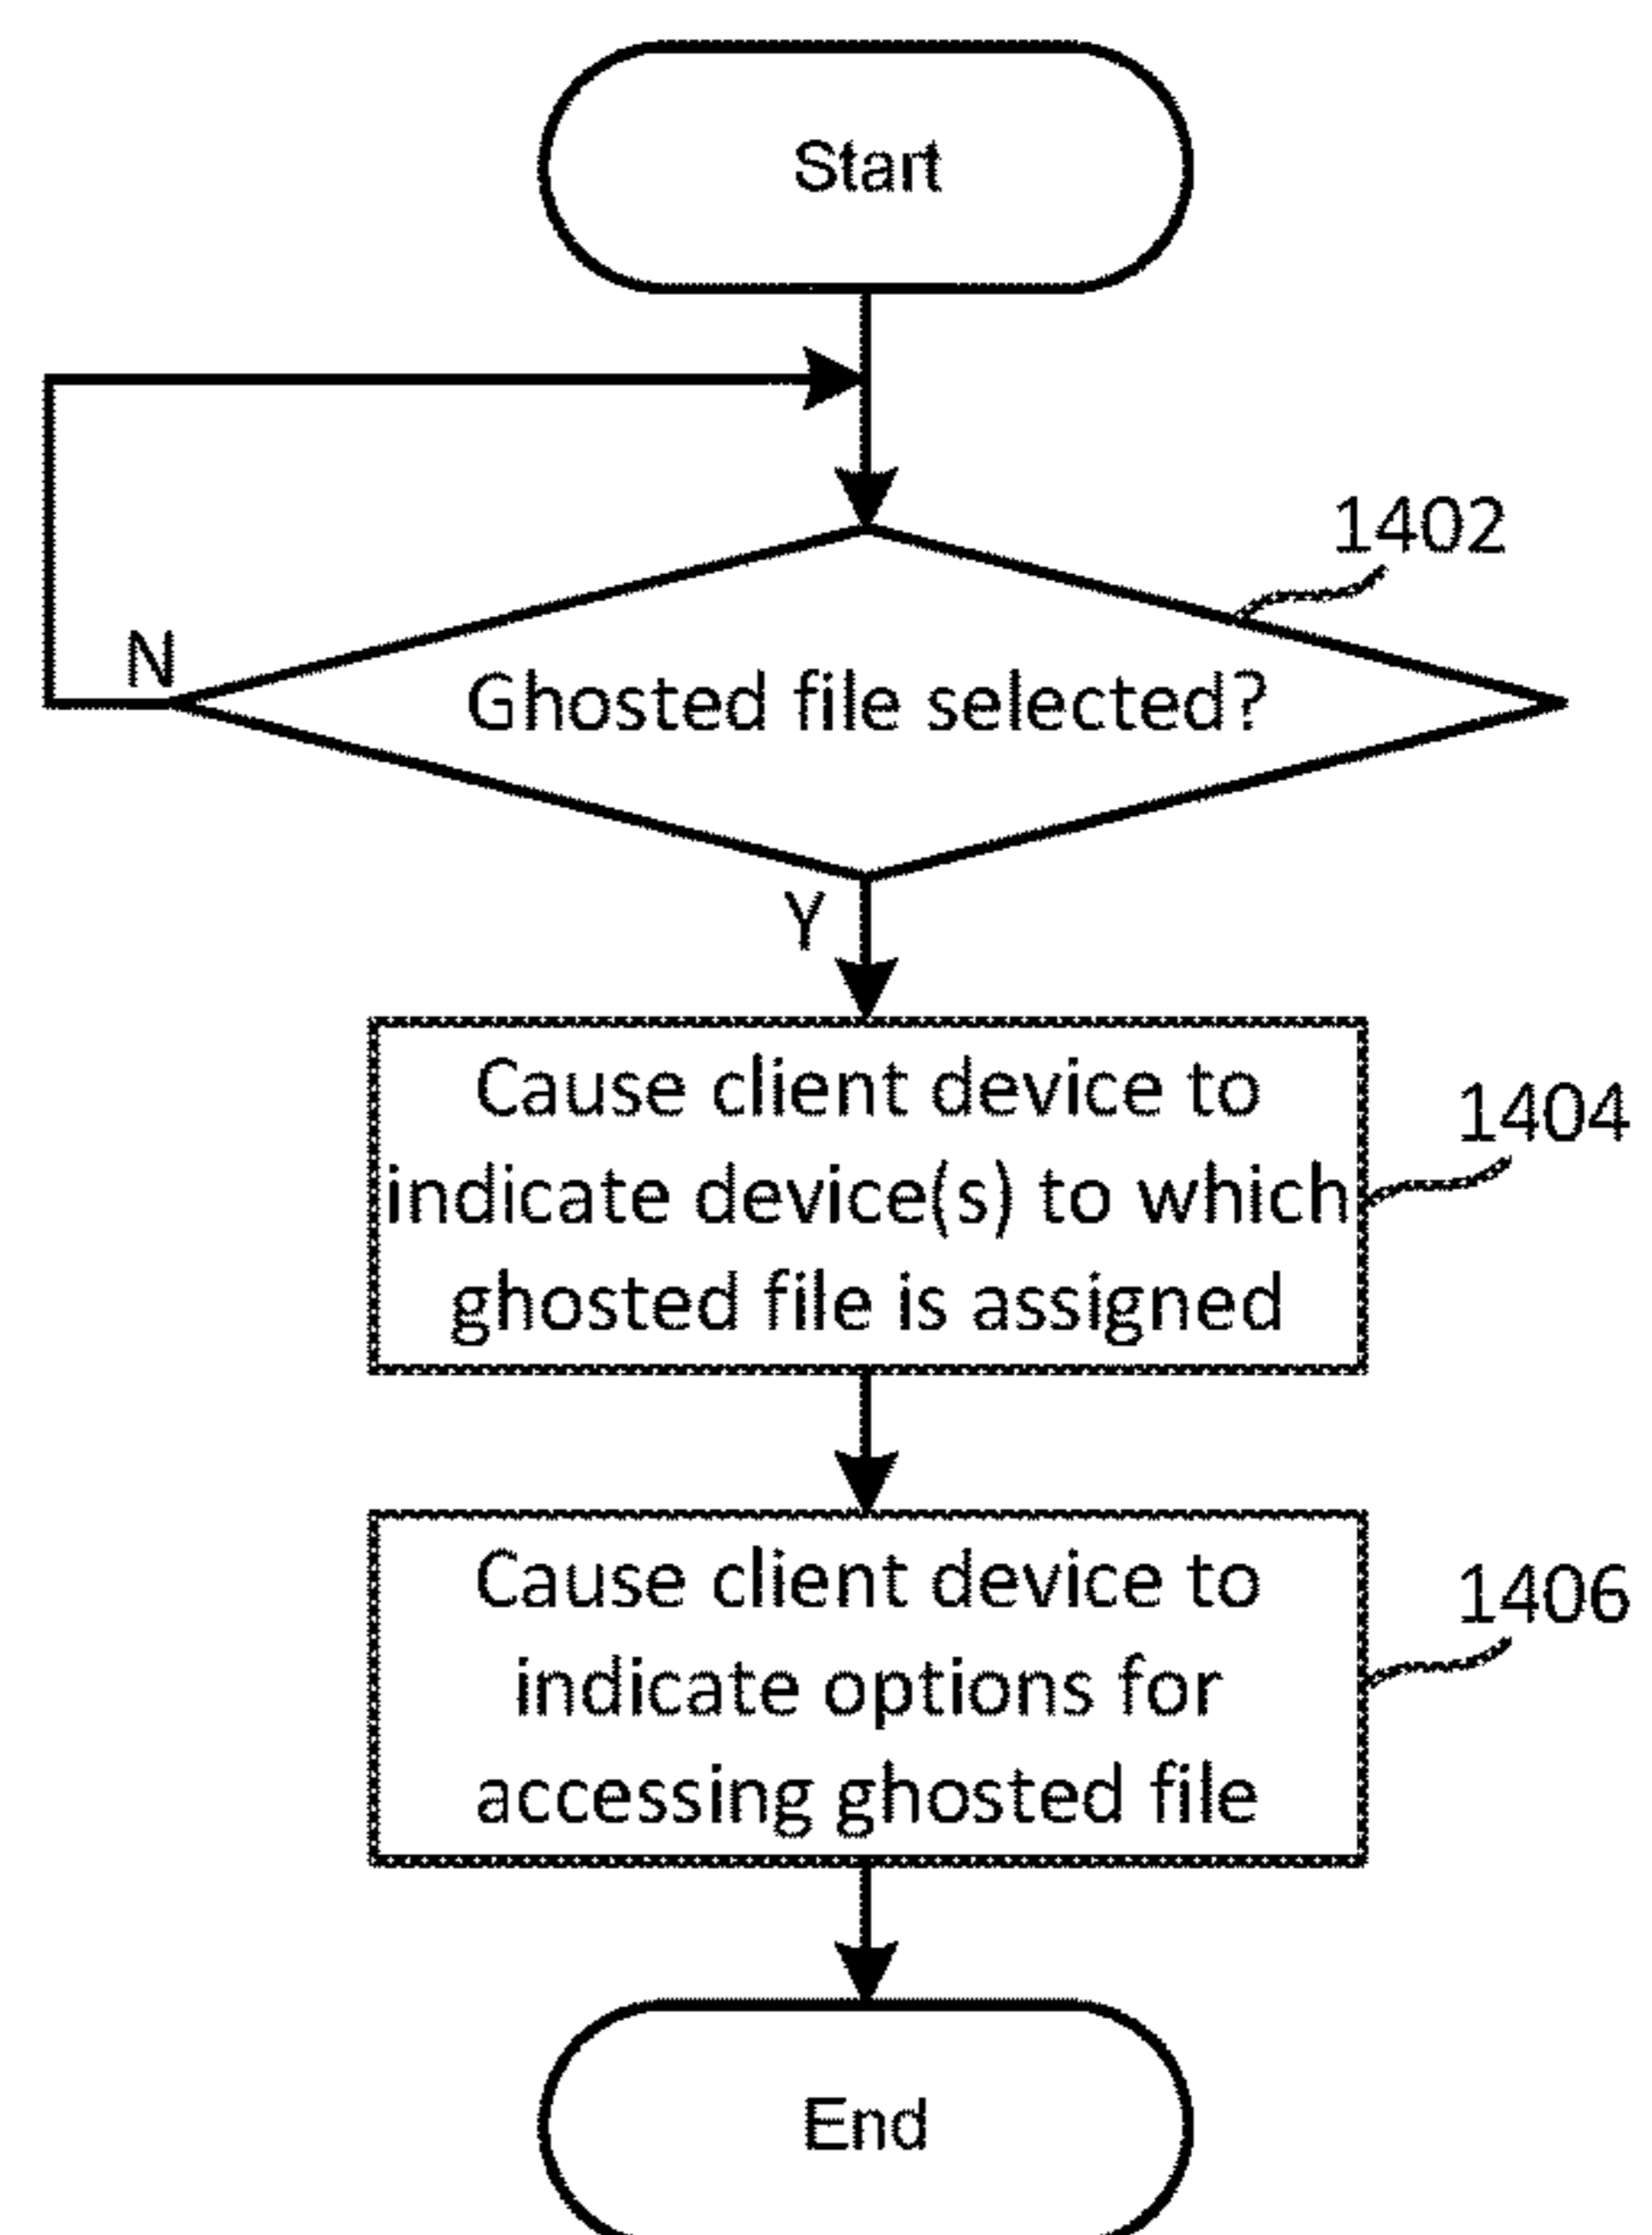 Start
1402
N
Ghosted file selected?
Y
Cause client device to
indicate device(s) to which
ghosted file is assigned
1404
Cause client device to
indicate options for
accessing ghosted file
1406
End